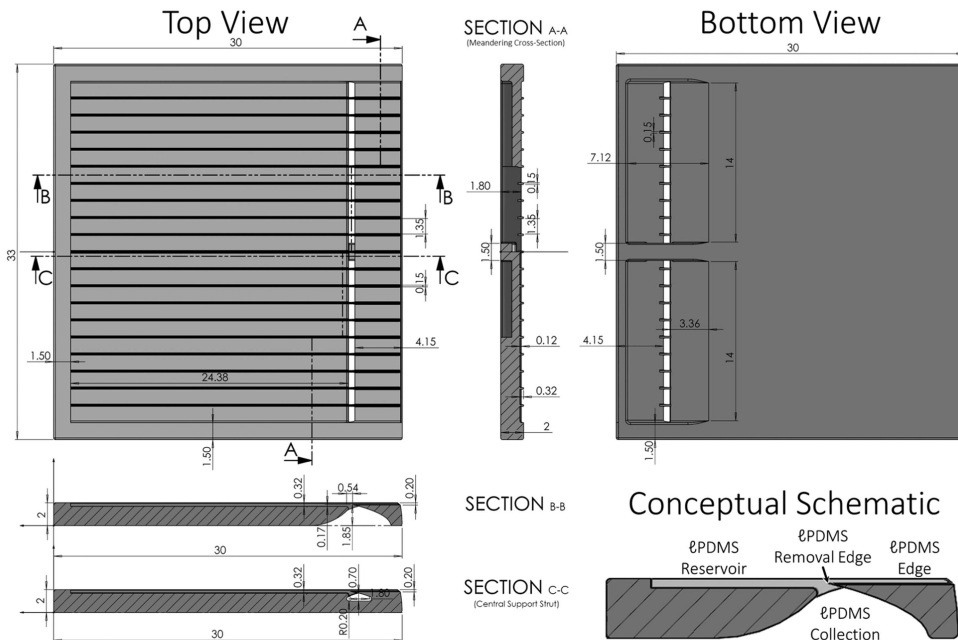 Top View
30
A
33
B
B
1.35
C
C
0.15
1.50
4.15
24.38
1.50
A
SECTION A-A
(Meandering Cross-Section)
1.80
0.15
1.35
1.50
0.12
0.32
2
Bottom View
30
0.15
7.12
14
1.50
3.36
4.15
14
1.50
0.32
0.54
0.20
2
0.17
1.85
30
SECTION B-B
0.32
0.70
0.20
1.80
2
R0.20
30
SECTION C-C
(Central Support Strut)
Conceptual Schematic
ℓPDMS
Reservoir
ℓPDMS
Removal Edge
ℓPDMS
Edge
ℓPDMS
Collection